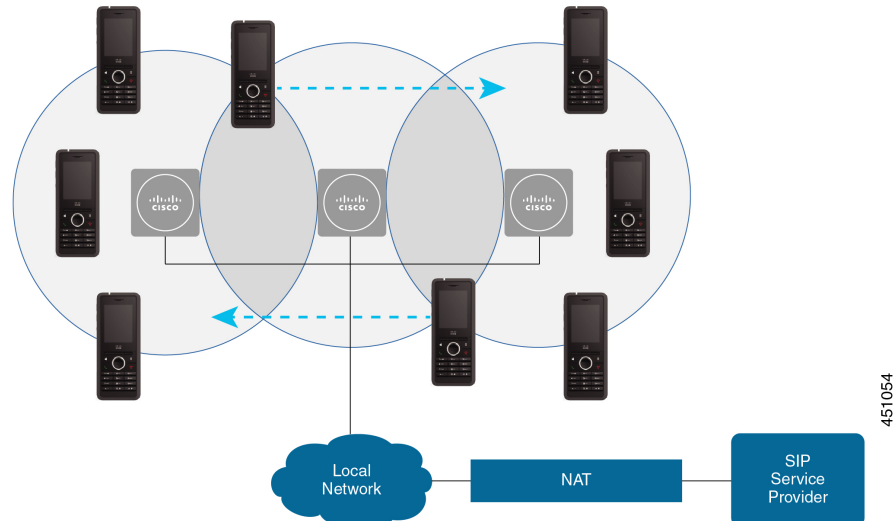 CISCO
CISCO
CISCO
451054
Local
Network
NAT
SIP
Service
Provider